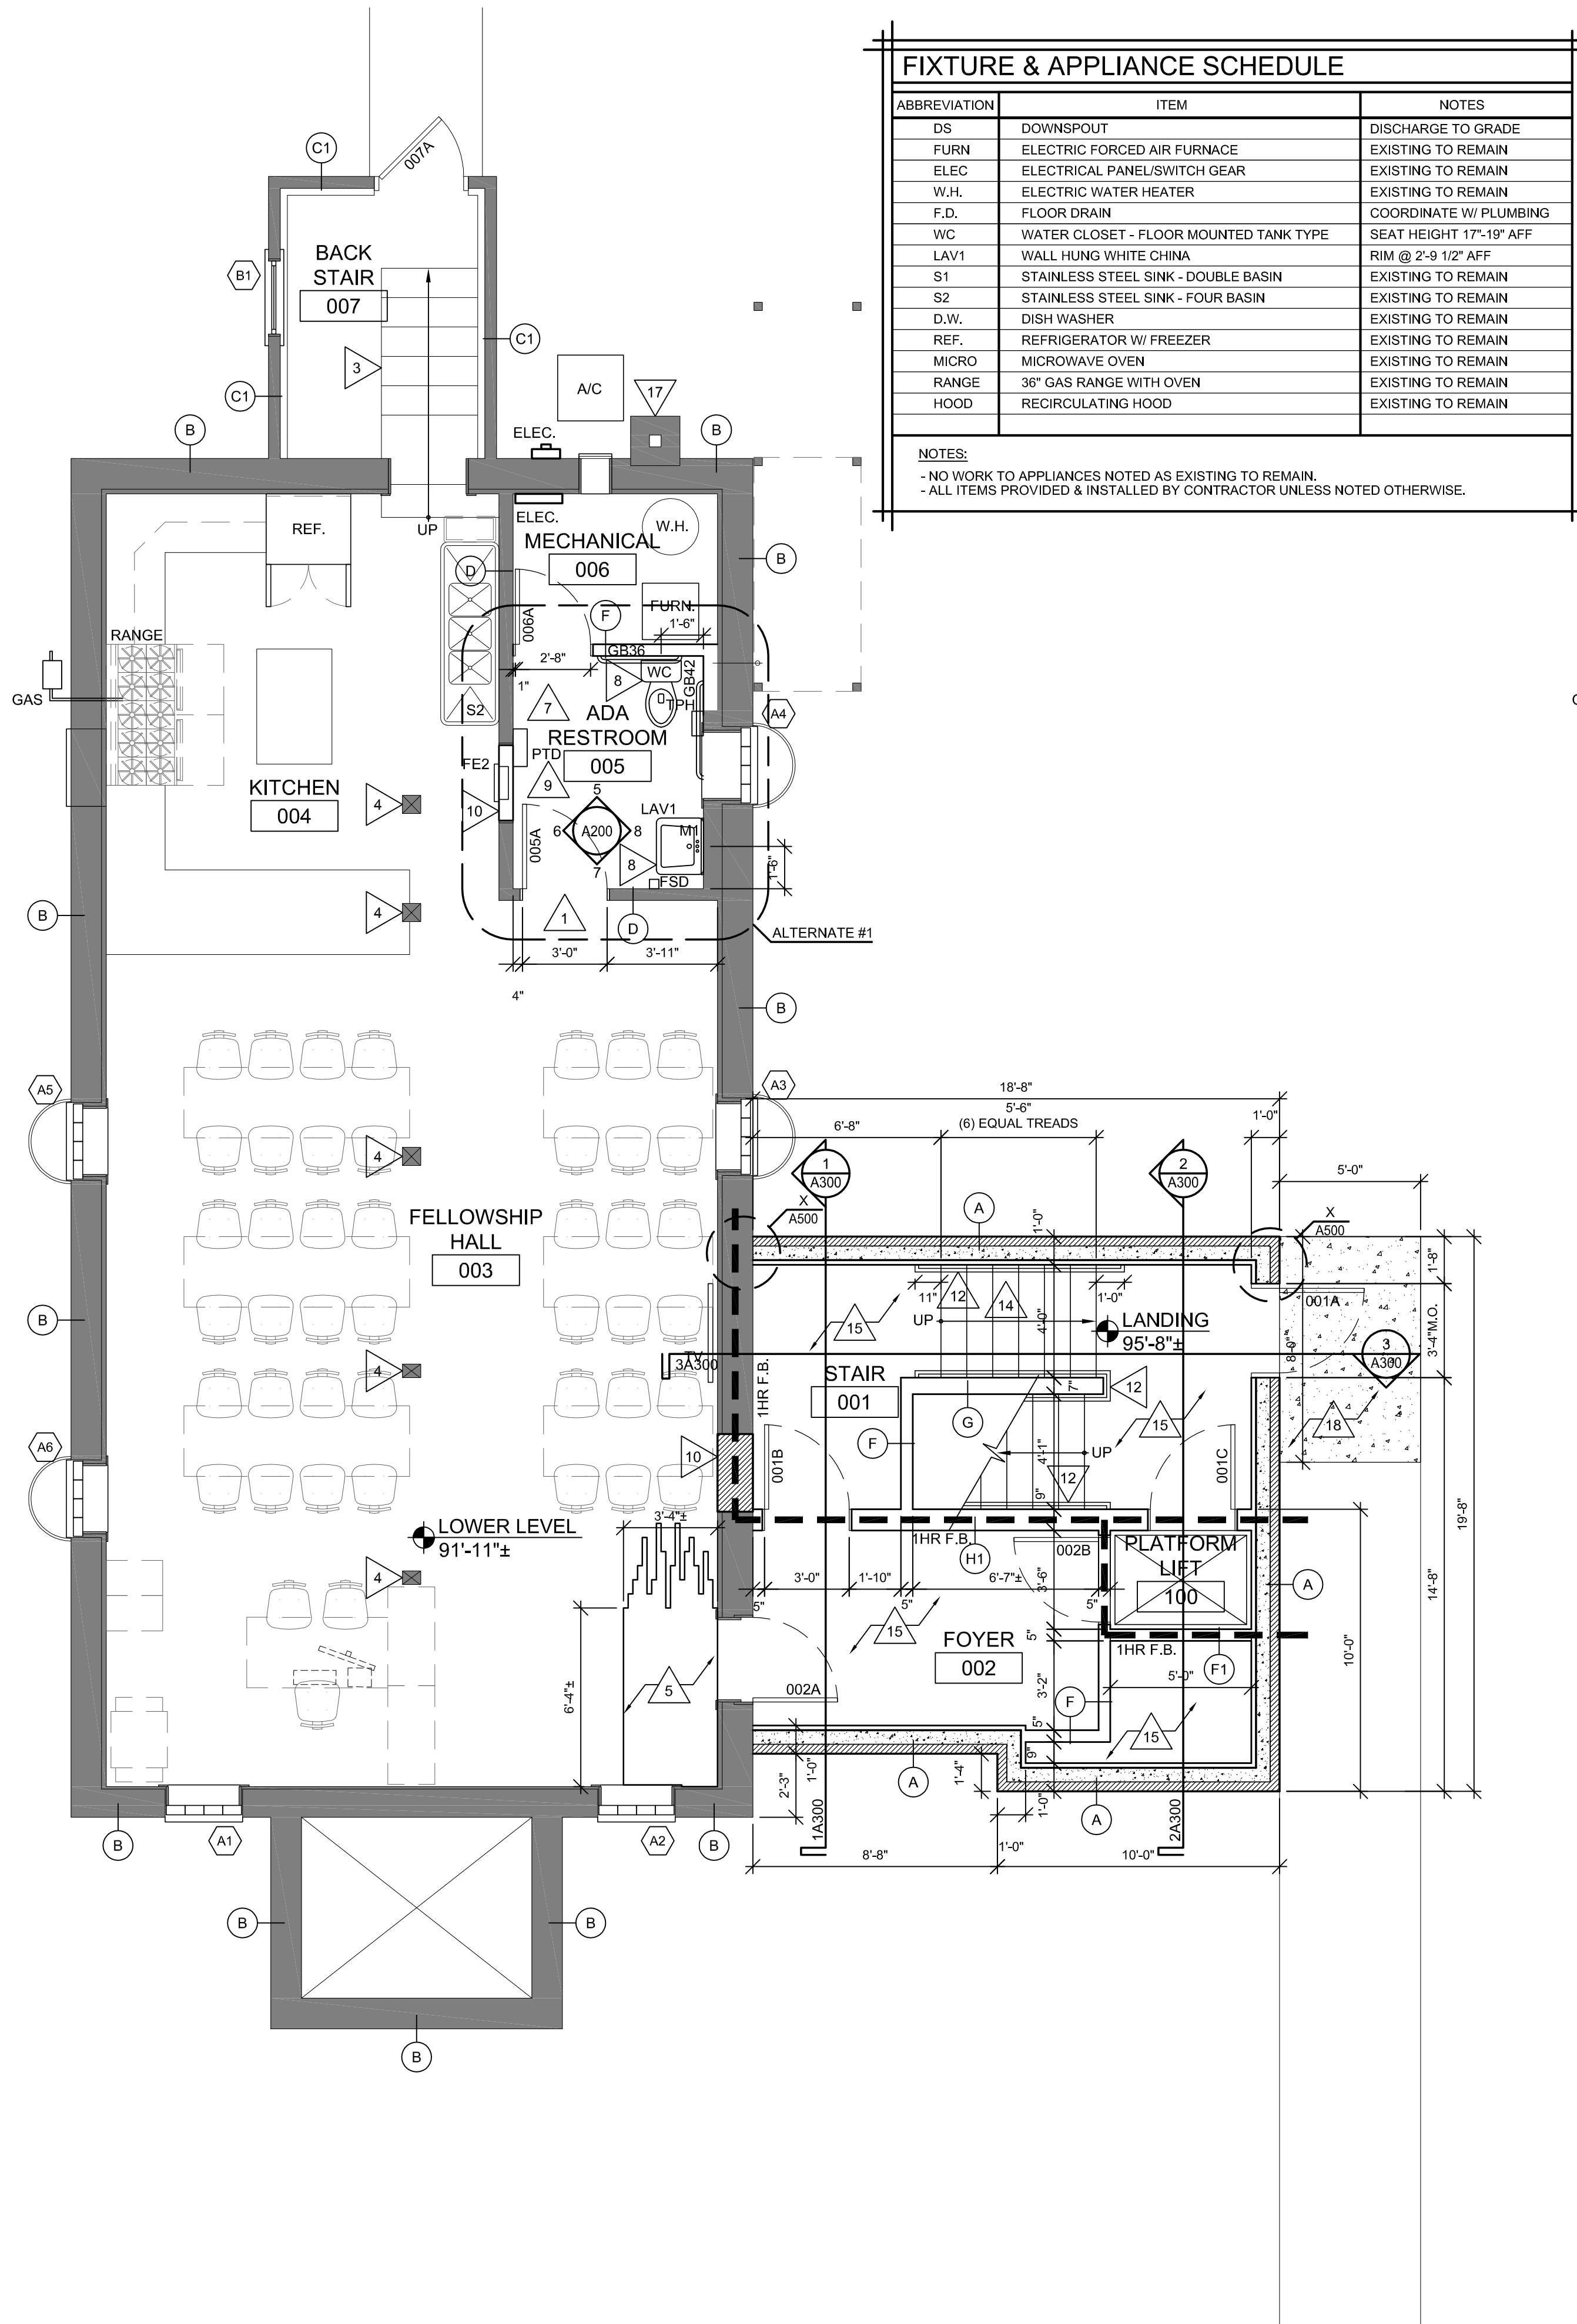 FIXTURE & APPLIANCE SCHEDULE
ABBREVIATION ITEM NOTES
DS DOWNSPOUT DISCHARGE TO GRADE
FURN ELECTRIC FORCED AIR FURNACE EXISTING TO REMAIN
ELEC ELECTRICAL PANEL/SWITCH GEAR EXISTING TO REMAIN
W.H. ELECTRIC WATER HEATER EXISTING TO REMAIN
F.D. FLOOR DRAIN COORDINATE W/ PLUMBING
WC WATER CLOSET - FLOOR MOUNTED TANK TYPE SEAT HEIGHT 17"-19" AFF
LAV1 WALL HUNG WHITE CHINA RIM @ 2'-9 1/2" AFF
S1 STAINLESS STEEL SINK - DOUBLE BASIN EXISTING TO REMAIN
S2 STAINLESS STEEL SINK - FOUR BASIN EXISTING TO REMAIN
D.W. DISH WASHER EXISTING TO REMAIN
REF. REFRIGERATOR W/ FREEZER EXISTING TO REMAIN
MICRO MICROWAVE OVEN EXISTING TO REMAIN
RANGE 36" GAS RANGE WITH OVEN EXISTING TO REMAIN
HOOD RECIRCULATING HOOD EXISTING TO REMAIN
NOTES:
- NO WORK TO APPLIANCES NOTED AS EXISTING TO REMAIN.
- ALL ITEMS PROVIDED & INSTALLED BY CONTRACTOR UNLESS NOTED OTHERWISE.
C1
007A
BACK
STAIR
007
B1
C1
3
C1
A/C
17
B
ELEC.
B
REF.
UP
ELEC.
W.H.
MECHANICAL
006
B
D
FURN.
006A
F
1'-6"
RANGE
GB36
2'-8"
WC
GB42
8
1"
GAS
S2
7
TPH
A4
ADA
RESTROOM
005
FE2
PTD
9
KITCHEN
004
4
10
5
6 A200 8
7
LAV1
M1
005A
8
1'-6"
FSD
B
4
1
D
ALTERNATE #1
3'-0" 3'-11"
4"
B
A5
A3
18'-8"
5'-6"
(6) EQUAL TREADS
6'-8"
1'-0"
4
1
A300
2
A300
5'-0"
FELLOWSHIP
HALL
003
X
A500
A
1'-0"
X
A500
1'-8"
11"
12
14
1'-0"
001A
B
15
UP
4'-0"
LANDING
95'-8"±
8'-0"
3'-4"M.O.
3
A300
4
TV
3A300
1HR F.B.
STAIR
001
7"
12
G
15
18
A6
10
001B
F
4'-1"
UP
12
001C
9"
19'-8"
LOWER LEVEL
91'-11"±
3'-4"±
1HR F.B.
H1
002B
PLATFORM
LIFT
100
4
3'-0" 1'-10" 6'-7"±
3'-6"
A
14'-8"
5"
5"
5"
15
5"
FOYER
002
1HR F.B.
F1
10'-0"
6'-4"±
5
002A
3'-2"
5'-0"
F
5"
15
9"
2'-3"
1'-0"
A
1'-4"
1'-0"
A
B
A1
A2
B
1A300
2A300
8'-8"
1'-0"
10'-0"
B
B
B